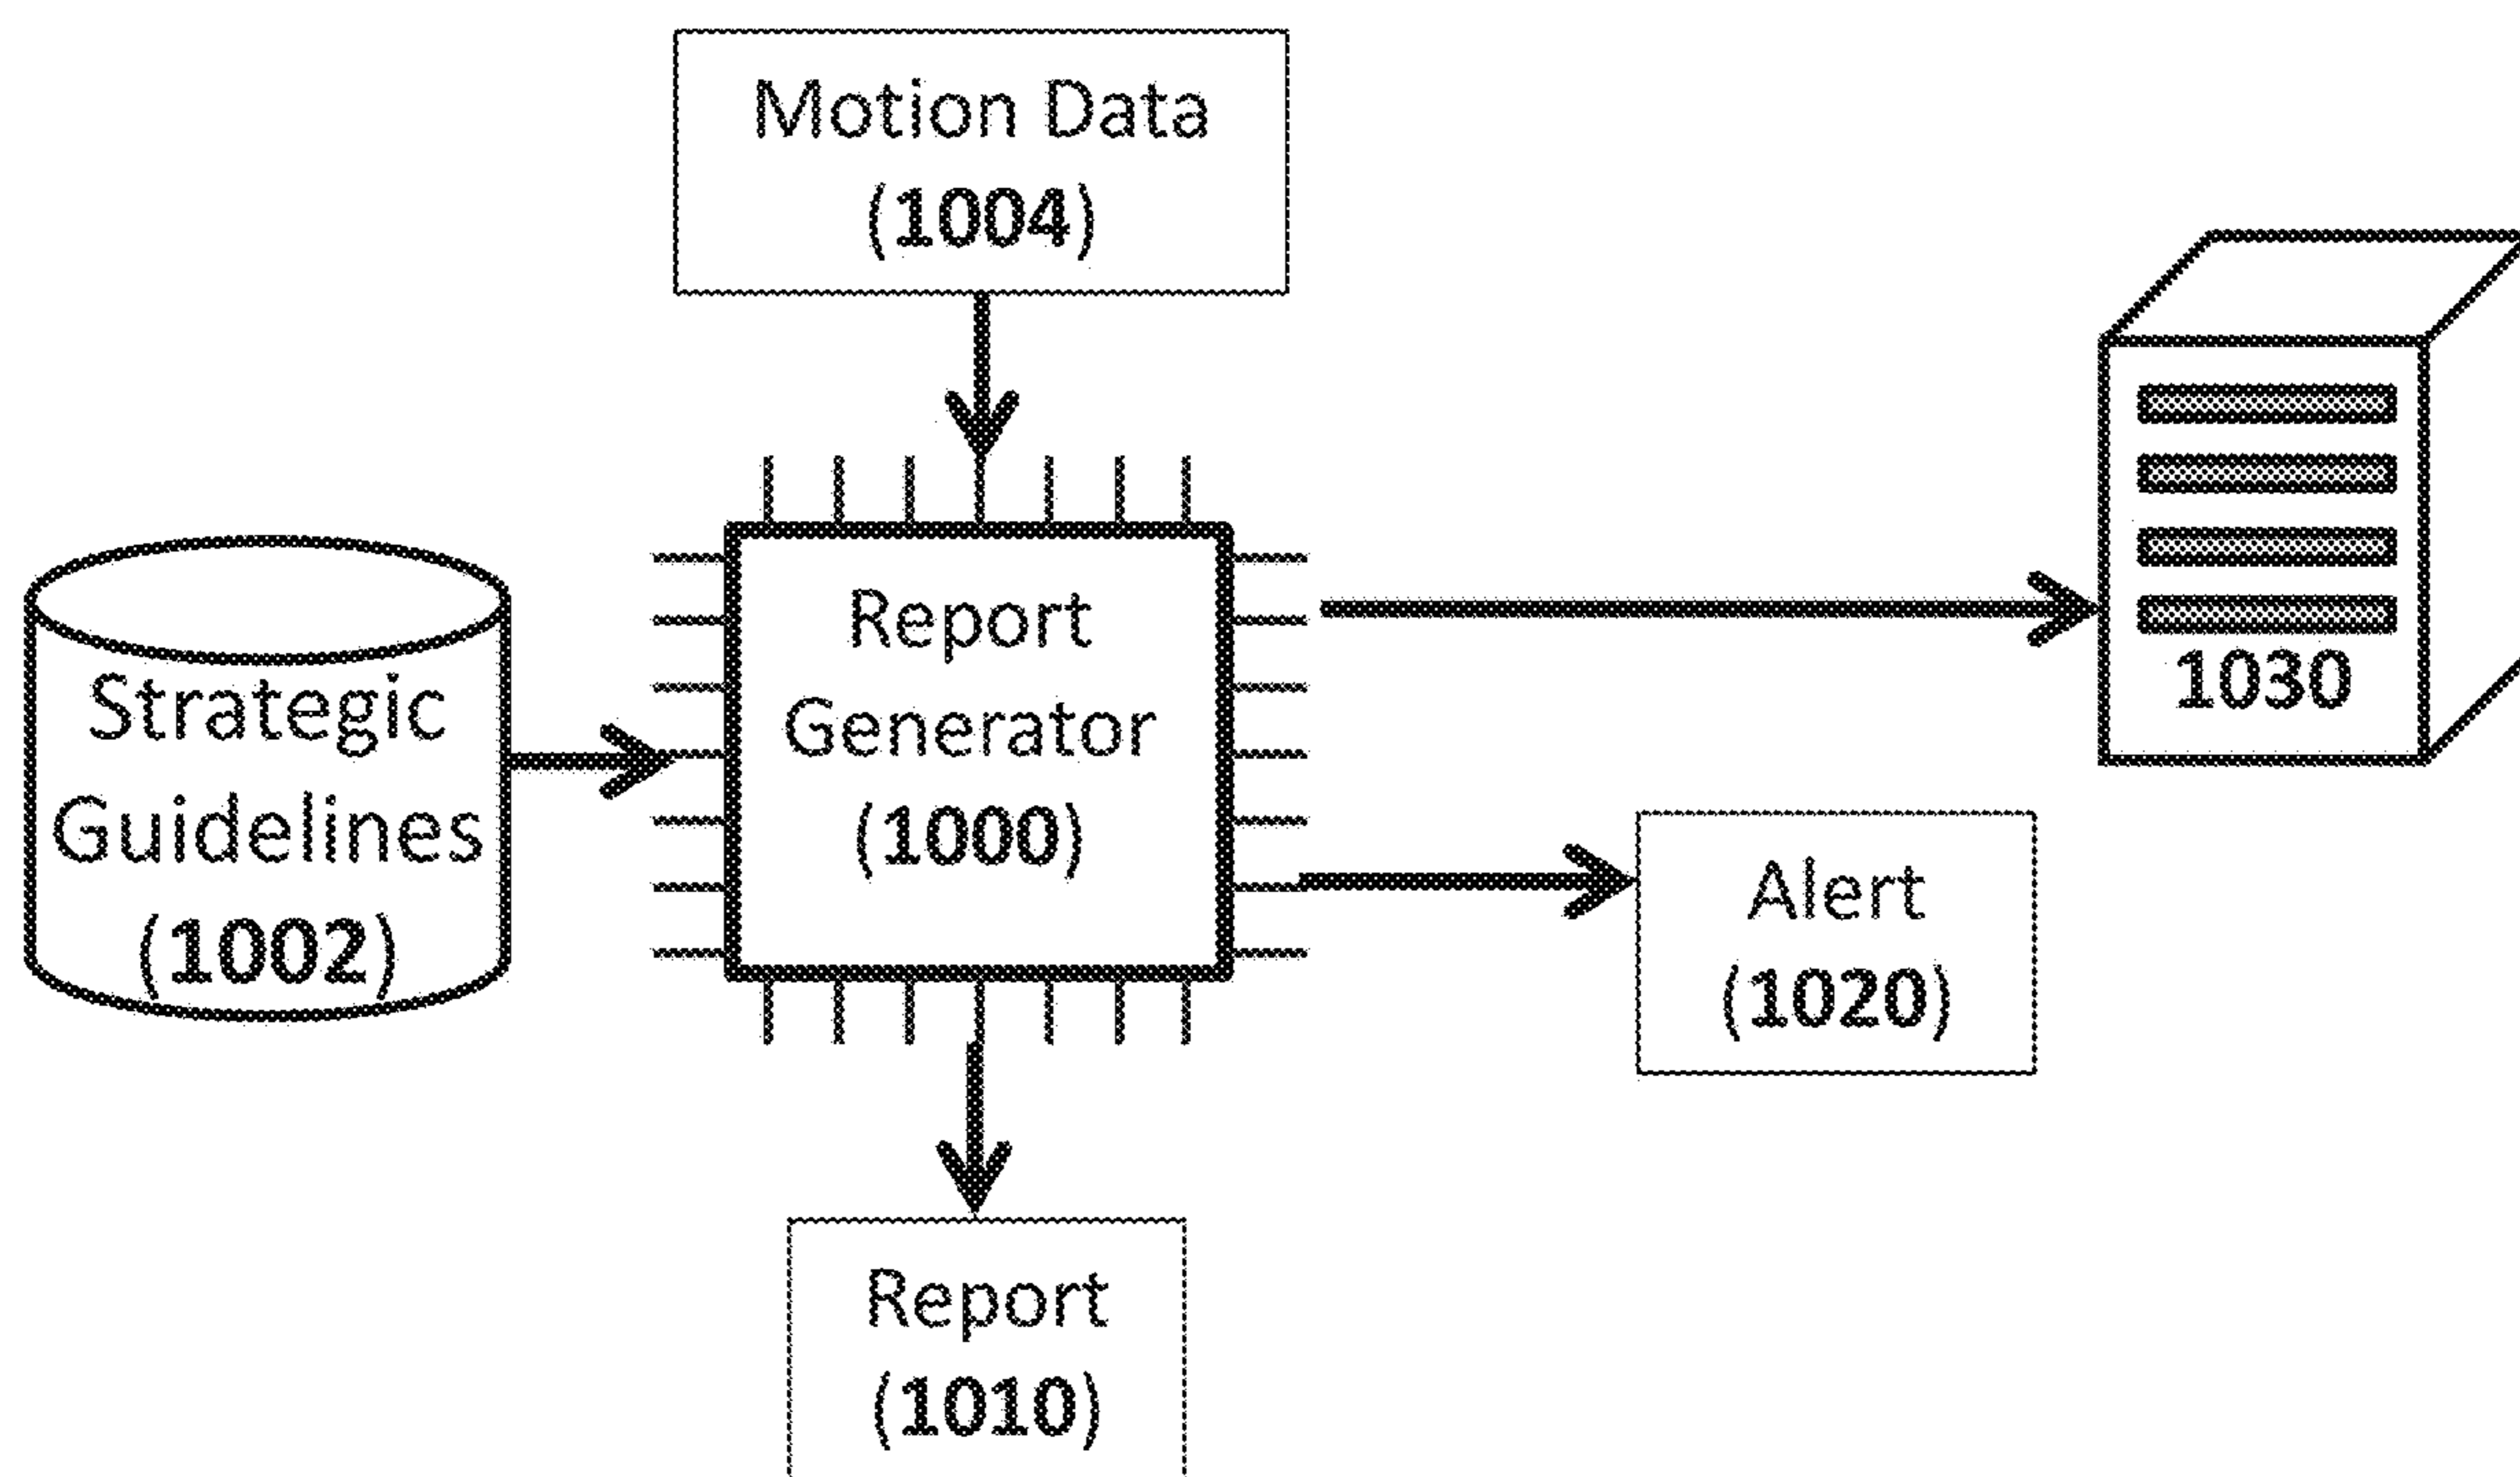 Motion Data
(1004)
Strategic
Guidelines
(1002)
Report
Generator
(1000)
1030
Alert
(1020)
Report
(1010)